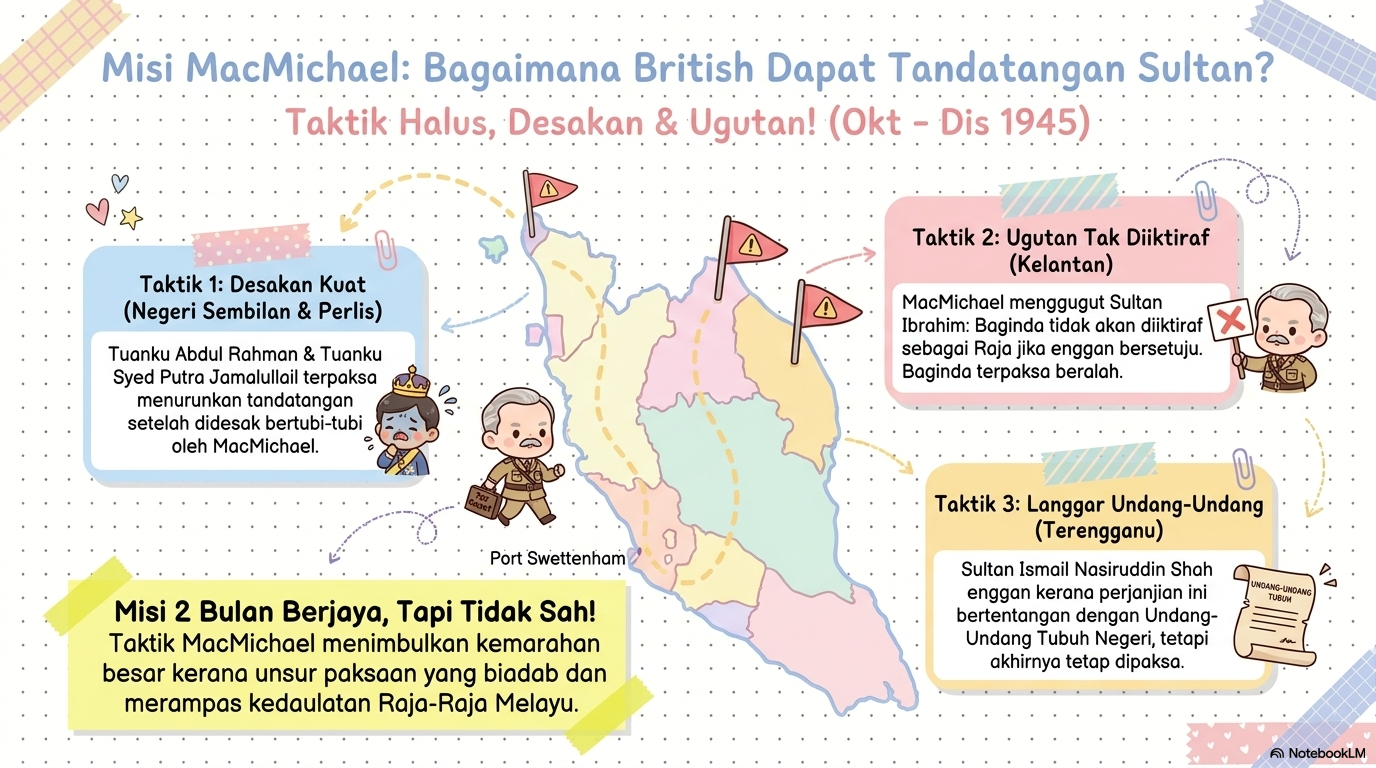 Misi MacMichael: Bagaimana British Dapat Tandatangan Sultan?
Taktik Halus, Desakan & Ugutan! (Okt – Dis 1945)
Taktik 1: Desakan Kuat
(Negeri Sembilan & Perlis)
Tuanku Abdul Rahman & Tuanku
Syed Putra Jamalullail terpaksa
menurunkan tandatangan
setelah didesak bertubi-tubi
oleh MacMichael.
Taktik 2: Ugutan Tak Diiktiraf
(Kelantan)
MacMichael menggugut Sultan
Ibrahim: Baginda tidak akan diiktiraf
sebagai Raja jika enggan bersetuju.
Baginda terpaksa beralah.
Taktik 3: Langgar Undang-Undang
(Terengganu)
Sultan Ismail Nasiruddin Shah
enggan kerana perjanjian ini
bertentangan dengan Undang-
Undang Tubuh Negeri, tetapi
akhirnya tetap dipaksa.
UNDANG-UNDANG
TUBUH
Port Swettenham
Misi 2 Bulan Berjaya, Tapi Tidak Sah!
Taktik MacMichael menimbulkan kemarahan
besar kerana unsur paksaan yang biadab dan
merampas kedaulatan Raja-Raja Melayu.
NotebookLM